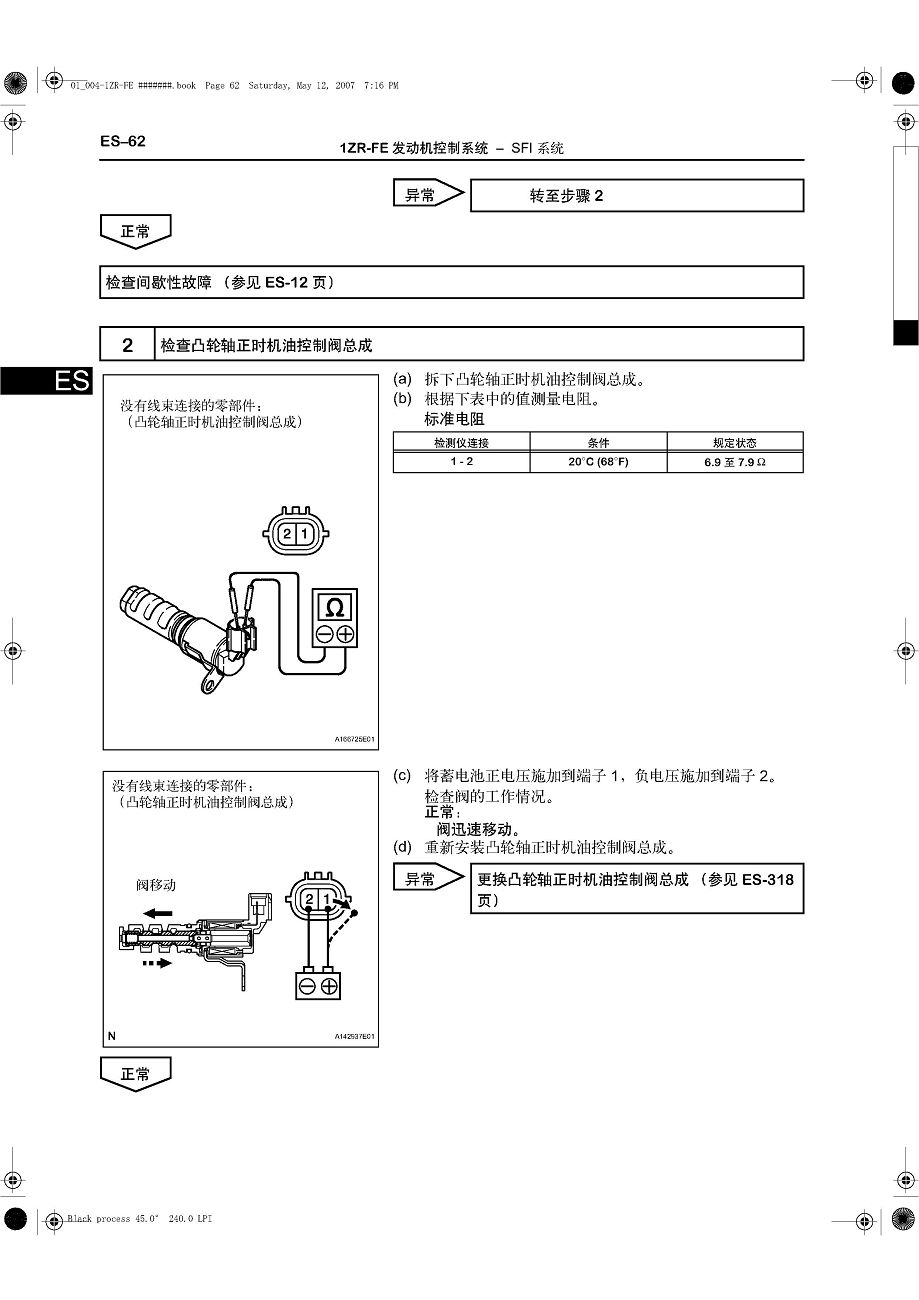 01_004-1ZR-FE #######.book Page 62 Saturday, May 12, 2007 7:16 PM
ES–62
1ZR-FE 发动机控制系统 – SFI 系统
异常
转至步骤 2
正常
检查间歇性故障 （参见 ES-12 页）
2
检查凸轮轴正时机油控制阀总成
ES
没有线束连接的零部件：
（凸轮轴正时机油控制阀总成）
2 1
Ω
A166725E01
(a) 拆下凸轮轴正时机油控制阀总成。
(b) 根据下表中的值测量电阻。
标准电阻
检测仪连接 条件 规定状态
1 - 2 20°C (68°F) 6.9 至 7.9 Ω
没有线束连接的零部件：
（凸轮轴正时机油控制阀总成）
阀移动
2 1
N
A142937E01
(c) 将蓄电池正电压施加到端子 1，负电压施加到端子 2。
检查阀的工作情况。
正常：
阀迅速移动。
(d) 重新安装凸轮轴正时机油控制阀总成。
异常
更换凸轮轴正时机油控制阀总成 （参见 ES-318
页）
正常
Black process 45.0° 240.0 LPI